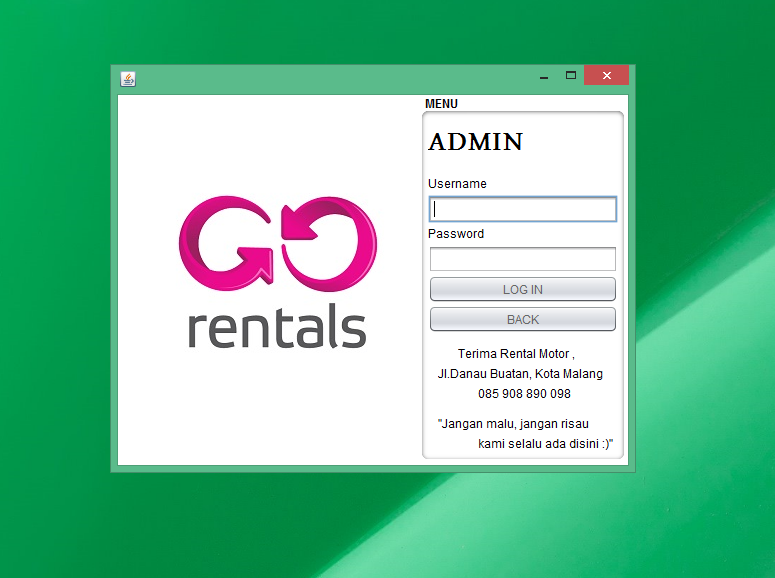 GO
rentals
MENU
ADMIN
Username
Password
LOG IN
BACK
Terima Rental Motor ,
Jl.Danau Buatan, Kota Malang
085 908 890 098
"Jangan malu, jangan risau
kami selalu ada disini :)"